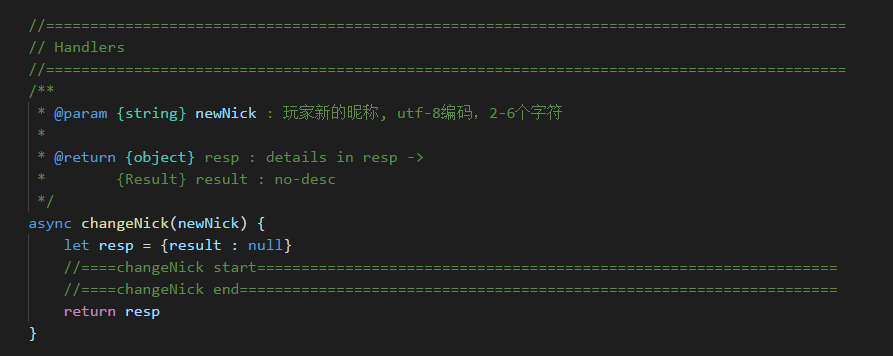 //===========================================================================================
// Handlers
//===========================================================================================
/**
 * @param {string} newNick : 玩家新的昵称, utf-8编码，2-6个字符
 *
 * @return {object} resp : details in resp ->
 *        {Result} result : no-desc
 */
async changeNick(newNick) {
    let resp = {result : null}
    //====changeNick start==================================================================
    //====changeNick end====================================================================
    return resp
}